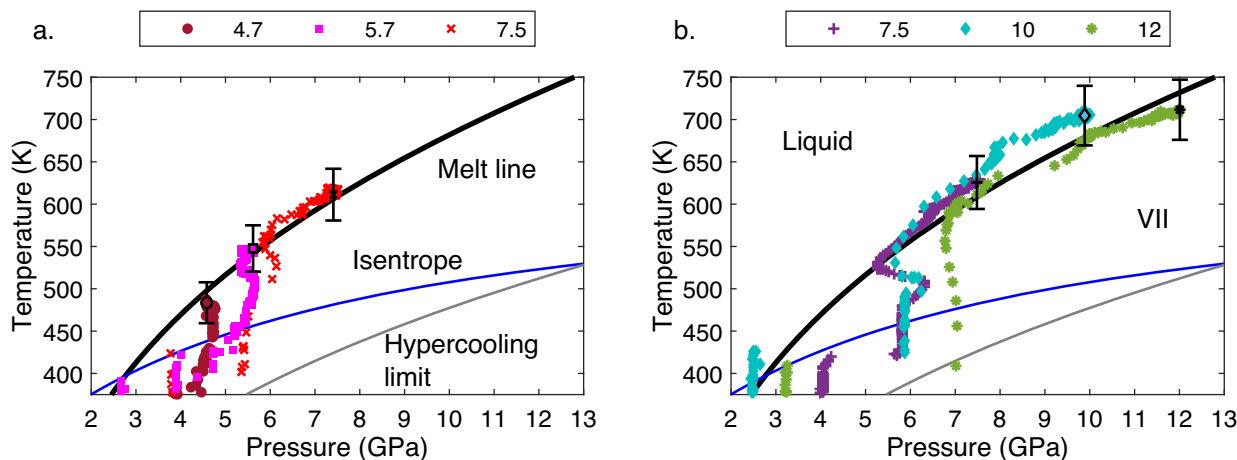 a.
4.7 5.7 7.5
750
700
650
600
550
500
450
400
Temperature (K)
Melt line
Isentrope
Hypercooling
limit
2 3 4 5 6 7 8 9 10 11 12 13
Pressure (GPa)
b.
7.5 10 12
750
700
650
600
550
500
450
400
Temperature (K)
Liquid
VII
2 3 4 5 6 7 8 9 10 11 12 13
Pressure (GPa)